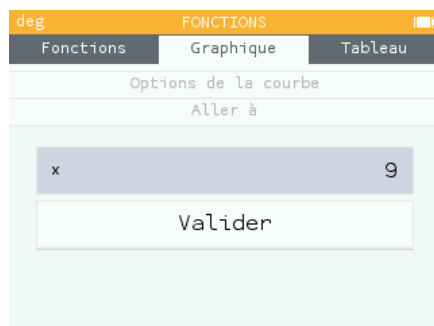 deg FONCTIONS
Fonctions Graphique Tableau
Options de la courbe
Aller à
x 9
Valider